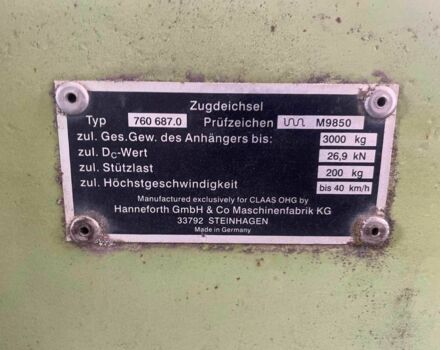 Zugdeichsel
Typ 760 687.0 Prüfzeichen M9850
zul. Ges.Gew. des Anhängers bis: 3000 kg
zul. Dc-Wert 26,9 kN
zul. Stützlast 200 kg
zul. Höchstgeschwindigkeit bis 40 km/h
Manufactured exclusively for CLAAS OHG by
Hanneforth GmbH & Co Maschinenfabrik KG
33792 STEINHAGEN
Made in Germany